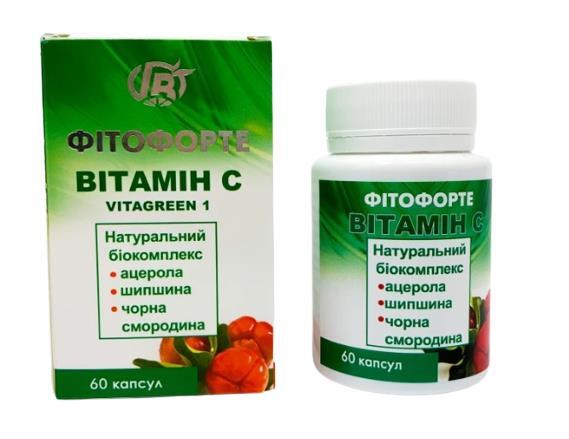 ФІТОФОРТЕ
ВІТАМІН С
VITAGREEN 1
Натуральний
біокомплекс
• ацерола
• шипшина
• чорна
смородина
60 капсул
ФІТОФОРТЕ
ВІТАМІН С
Натуральний
біокомплекс
•ацерола
•шипшина
•чорна
смородина
60 капсул